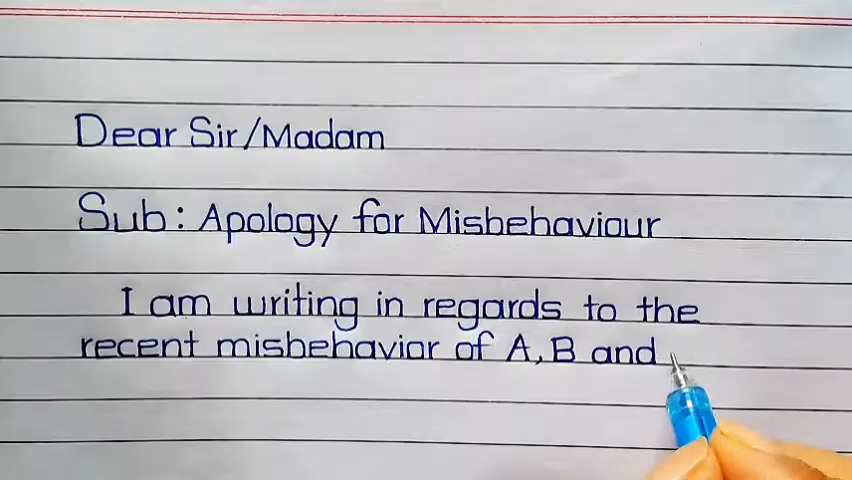 Dear Sir/Madam
Sub: Apology for Misbehaviour
I am writing in regards to the
recent misbehavior of A, B and